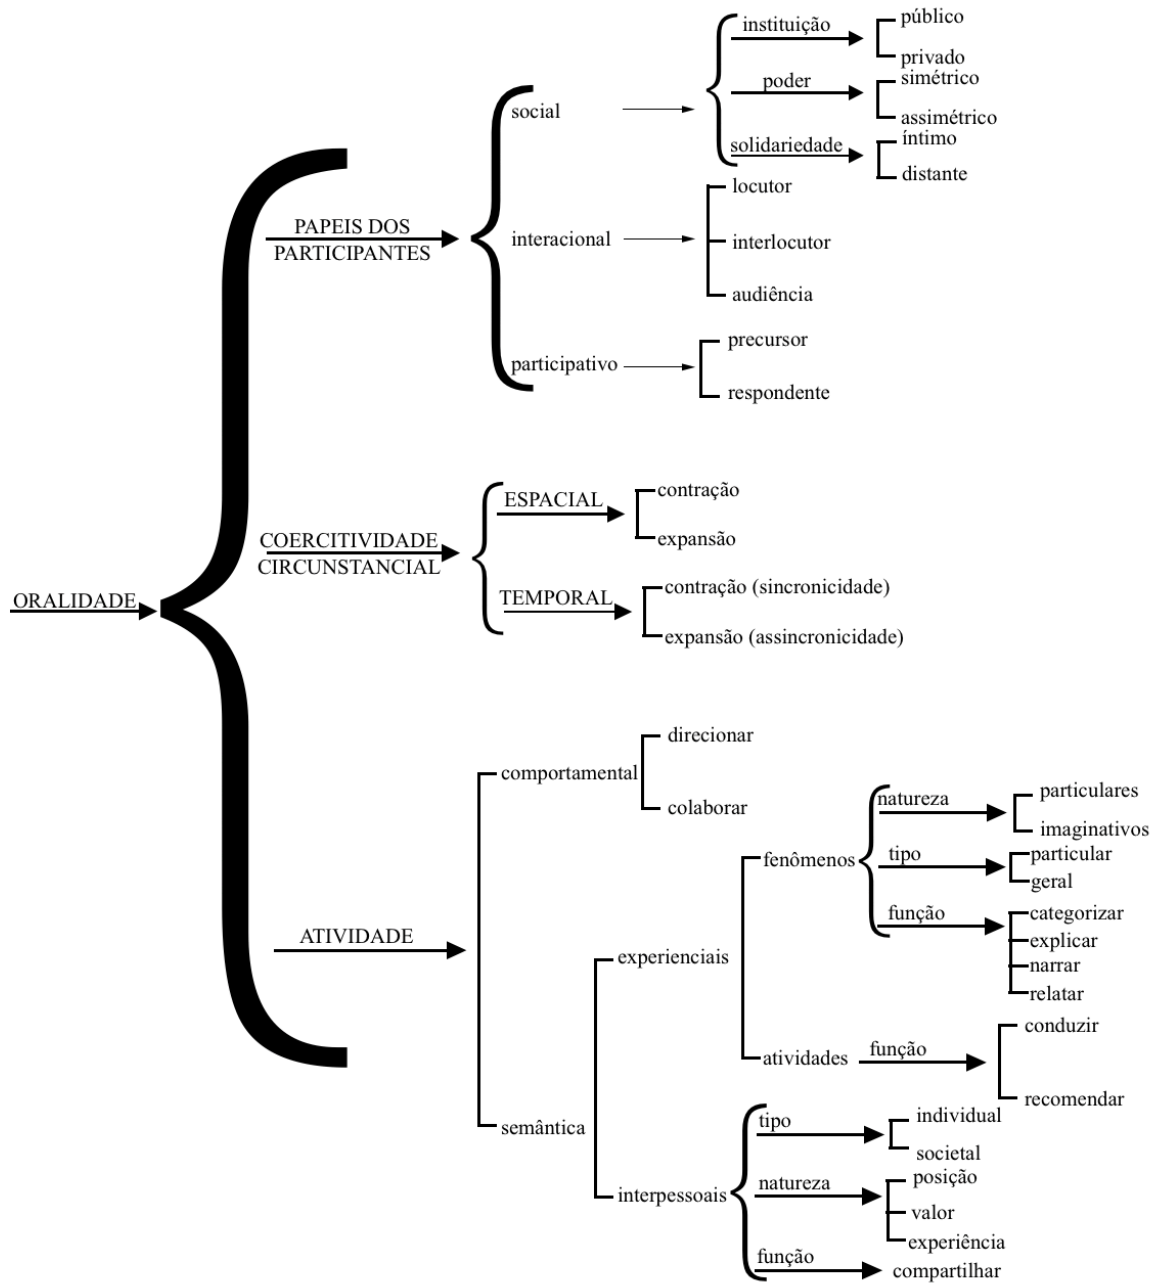 ORALIDADE
PAPEIS DOS
PARTICIPANTES
social
instituição
público
privado
poder
simétrico
assimétrico
solidariedade
íntimo
distante
interacional
locutor
interlocutor
audiência
participativo
precursor
respondente
COERCITIVIDADE
CIRCUNSTANCIAL
ESPACIAL
contração
expansão
TEMPORAL
contração (sincronicidade)
expansão (assincronicidade)
ATIVIDADE
comportamental
direcionar
colaborar
semântica
experienciais
fenômenos
natureza
particulares
imaginativos
tipo
particular
geral
função
categorizar
explicar
narrar
relatar
atividades
função
conduzir
recomendar
interpessoais
tipo
individual
societal
natureza
posição
valor
experiência
função
compartilhar